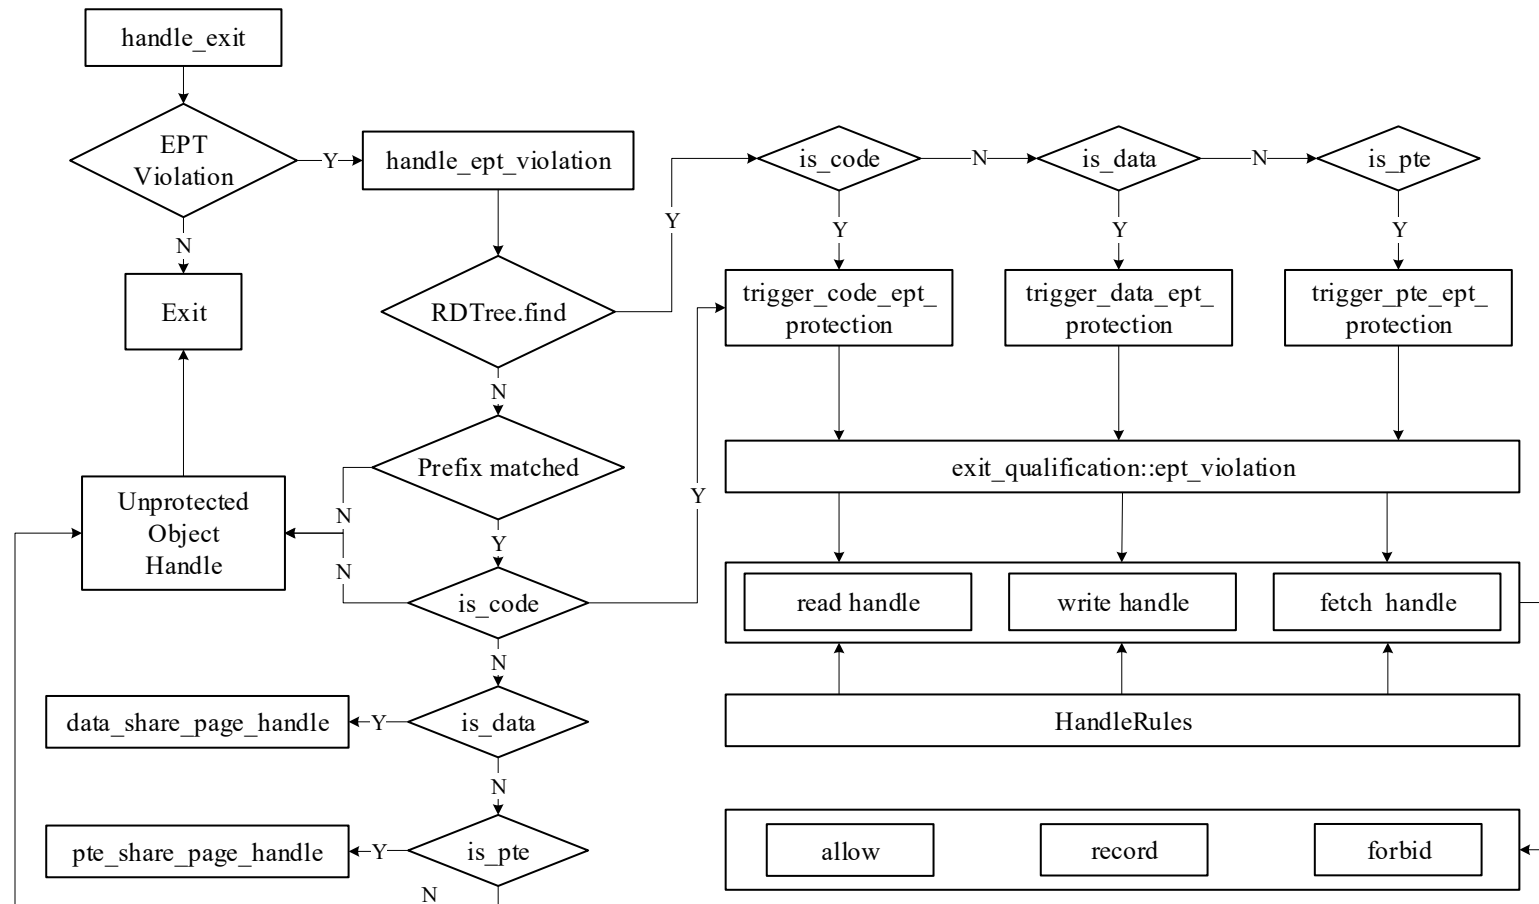 handle_exit
EPT
Violation
Y
handle_ept_violation
N
Exit
RDTree.find
Y
is_code
N
is_data
N
is_pte
Y
Y
Y
trigger_code_ept_
protection
trigger_data_ept_
protection
trigger_pte_ept_
protection
N
Prefix matched
N
Y
exit_qualification::ept_violation
Unprotected
Object
Handle
Y
N
is_code
read handle
write handle
fetch handle
N
data_share_page_handle
Y
is_data
HandleRules
N
pte_share_page_handle
Y
is_pte
N
allow
record
forbid